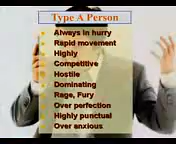 Type A Person
Always in hurry
Rapid movement
Highly
Competitive
Hostile
Dominating
Rage, Fury
Over perfection
Highly punctual
Over anxious